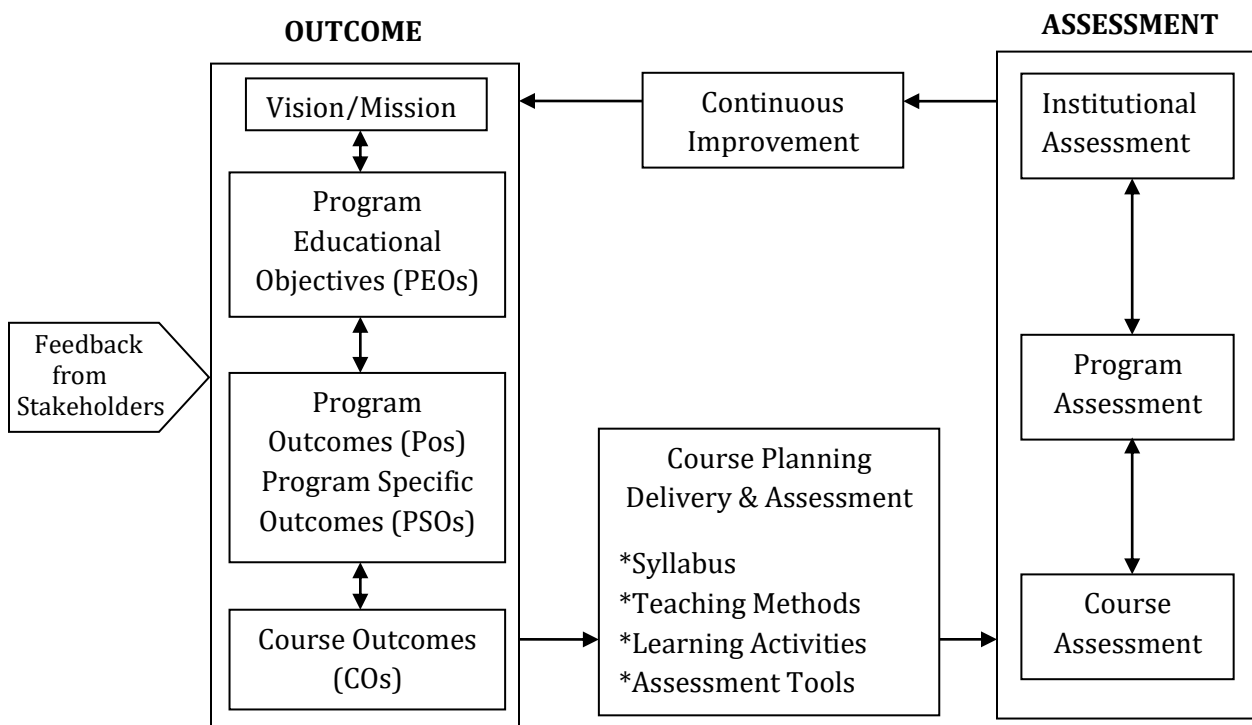 OUTCOME
ASSESSMENT
Vision/Mission
Program
Educational
Objectives (PEOs)
Program
Outcomes (Pos)
Program Specific
Outcomes (PSOs)
Course Outcomes
(COs)
Feedback
from
Stakeholders
Continuous
Improvement
Course Planning
Delivery & Assessment
*Syllabus
*Teaching Methods
*Learning Activities
*Assessment Tools
Institutional
Assessment
Program
Assessment
Course
Assessment